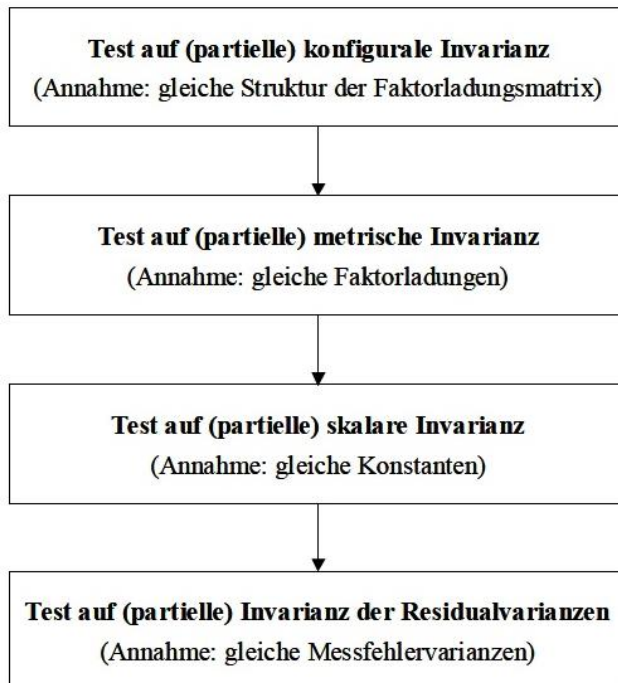 Test auf (partielle) konfigurale Invarianz
(Annahme: gleiche Struktur der Faktorladungsmatrix)
Test auf (partielle) metrische Invarianz
(Annahme: gleiche Faktorladungen)
Test auf (partielle) skalare Invarianz
(Annahme: gleiche Konstanten)
Test auf (partielle) Invarianz der Residualvarianzen
(Annahme: gleiche Messfehlervarianzen)